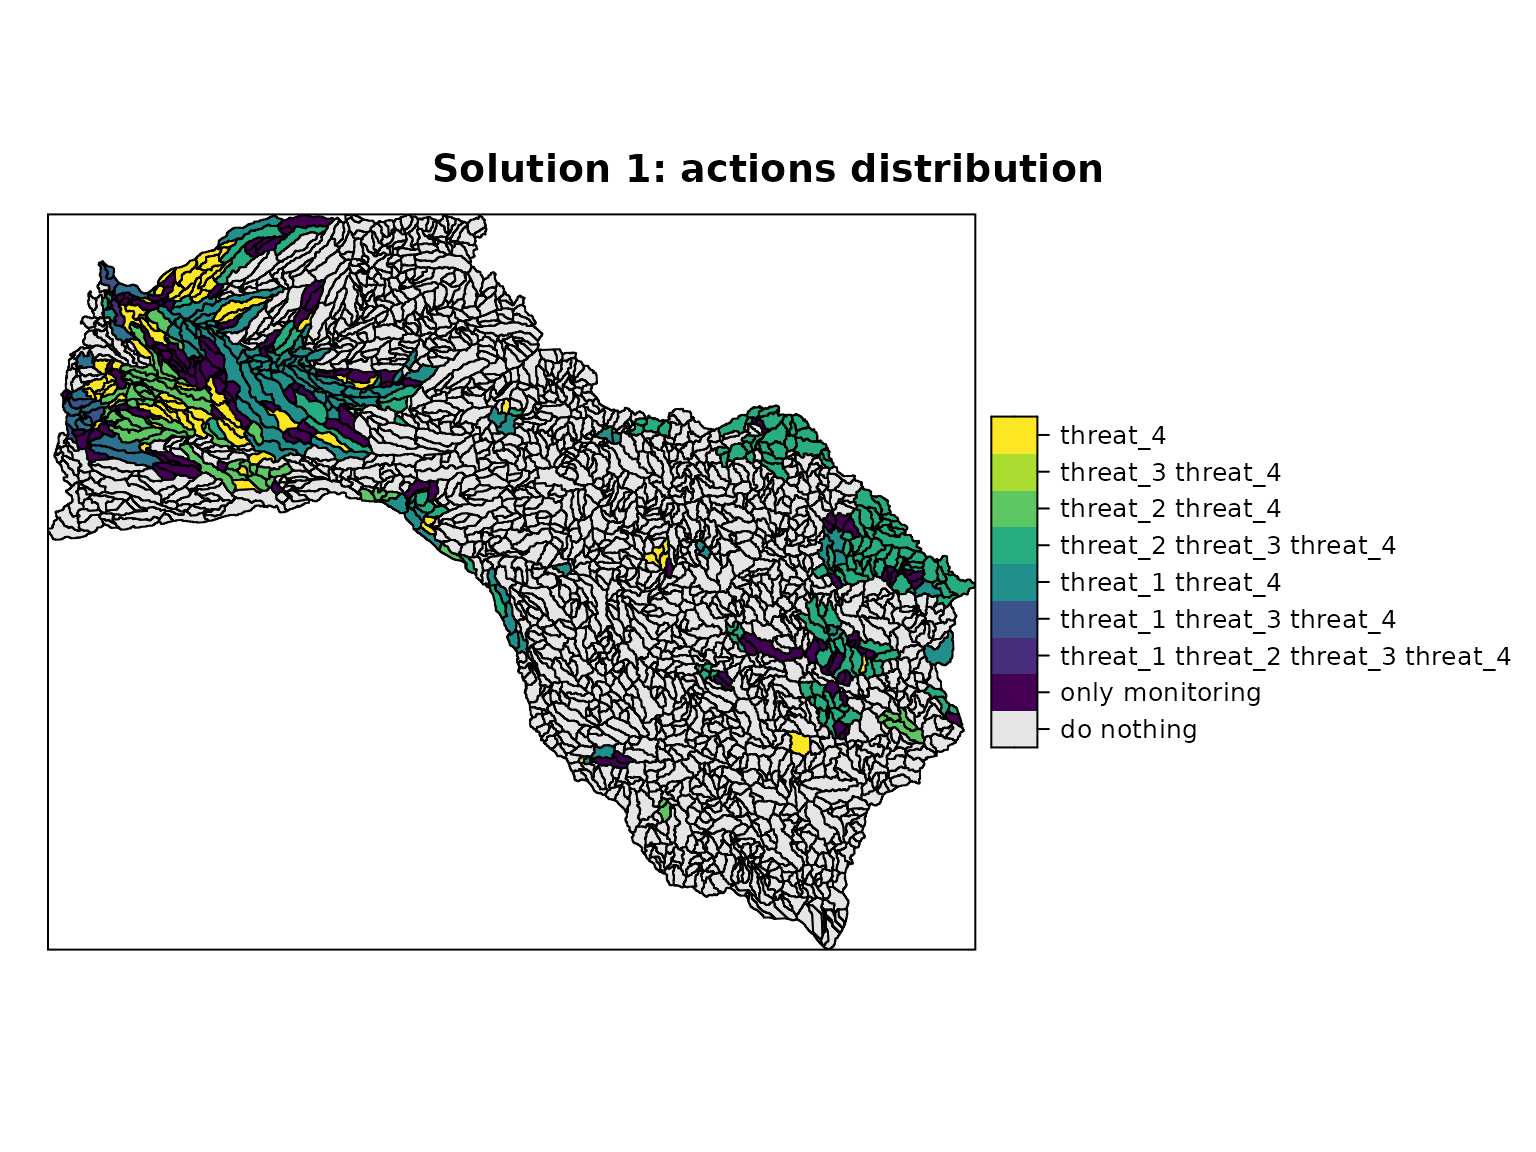 Solution 1: actions distribution
threat_4
threat_3 threat_4
threat_2 threat_4
threat_2 threat_3 threat_4
threat_1 threat_4
threat_1 threat_3 threat_4
threat_1 threat_2 threat_3 threat_4
only monitoring
do nothing